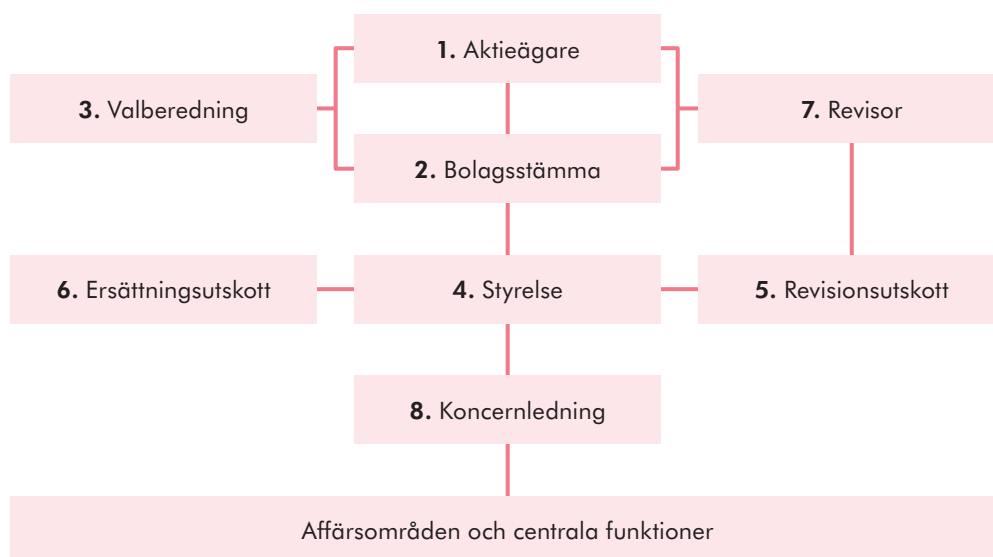 1. Aktieägare
3. Valberedning
7. Revisor
2. Bolagsstämma
6. Ersättningsutskott
4. Styrelse
5. Revisionsutskott
8. Koncernledning
Affärsområden och centrala funktioner